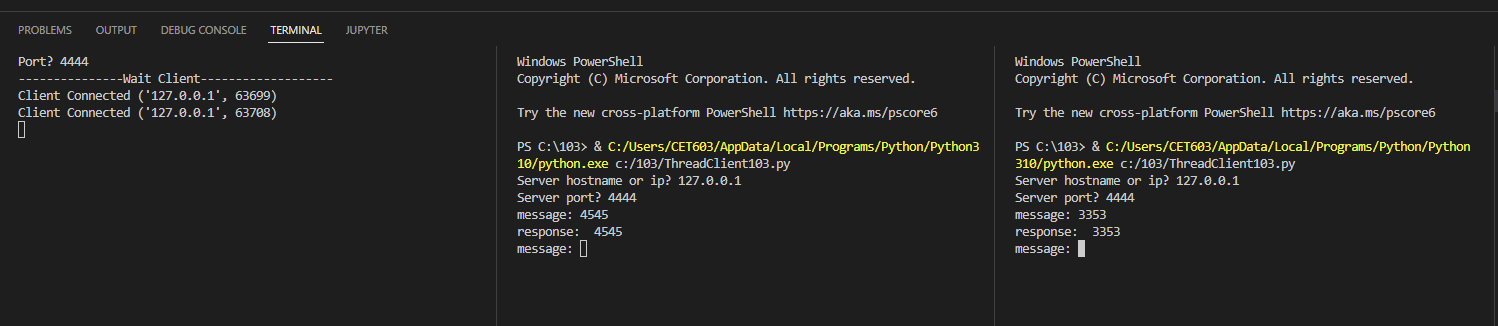 PROBLEMS OUTPUT DEBUG CONSOLE TERMINAL JUPYTER
Port? 4444
---------------Wait Client-------------------
Client Connected ('127.0.0.1', 63699)
Client Connected ('127.0.0.1', 63708)
Windows PowerShell
Copyright (C) Microsoft Corporation. All rights reserved.
Try the new cross-platform PowerShell https://aka.ms/pscore6
PS C:\103> & C:/Users/CET603/AppData/Local/Programs/Python/Python3
10/python.exe c:/103/ThreadClient103.py
Server hostname or ip? 127.0.0.1
Server port? 4444
message: 4545
response:  4545
message:
Windows PowerShell
Copyright (C) Microsoft Corporation. All rights reserved.
Try the new cross-platform PowerShell https://aka.ms/pscore6
PS C:\103> & C:/Users/CET603/AppData/Local/Programs/Python/Python
310/python.exe c:/103/ThreadClient103.py
Server hostname or ip? 127.0.0.1
Server port? 4444
message: 3353
response:  3353
message: